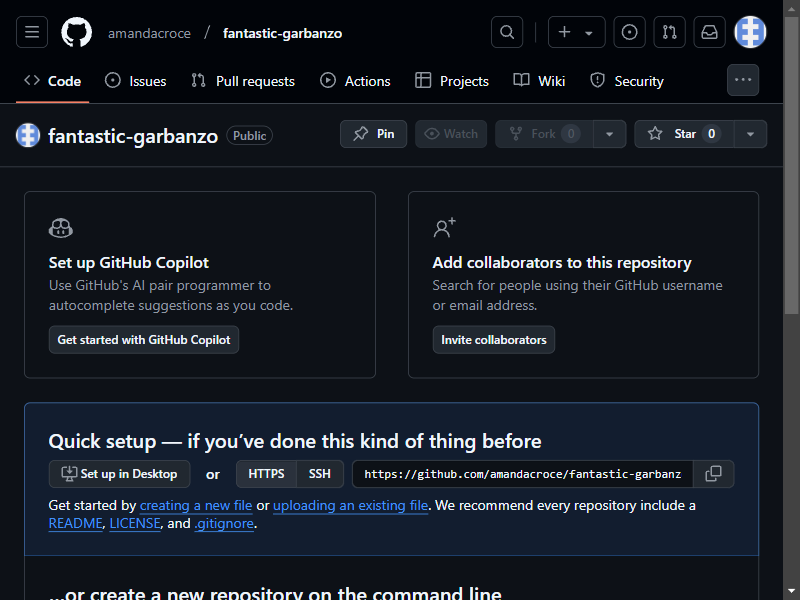 amandacroce / fantastic-garbanzo
Code Issues Pull requests Actions Projects Wiki Security
fantastic-garbanzo Public Pin Watch Fork 0 Star 0
Set up GitHub Copilot
Use GitHub's AI pair programmer to
autocomplete suggestions as you code.
Get started with GitHub Copilot
Add collaborators to this repository
Search for people using their GitHub username
or email address.
Invite collaborators
Quick setup — if you’ve done this kind of thing before
Set up in Desktop or HTTPS SSH https://github.com/amandacroce/fantastic-garbanz
Get started by creating a new file or uploading an existing file. We recommend every repository include a
README, LICENSE, and .gitignore.
…or create a new repository on the command line